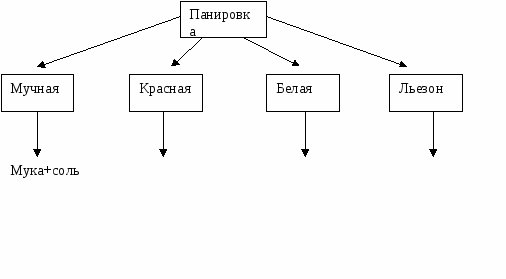 Панировк
а
Мучная
Красная
Белая
Льезон
Мука+соль